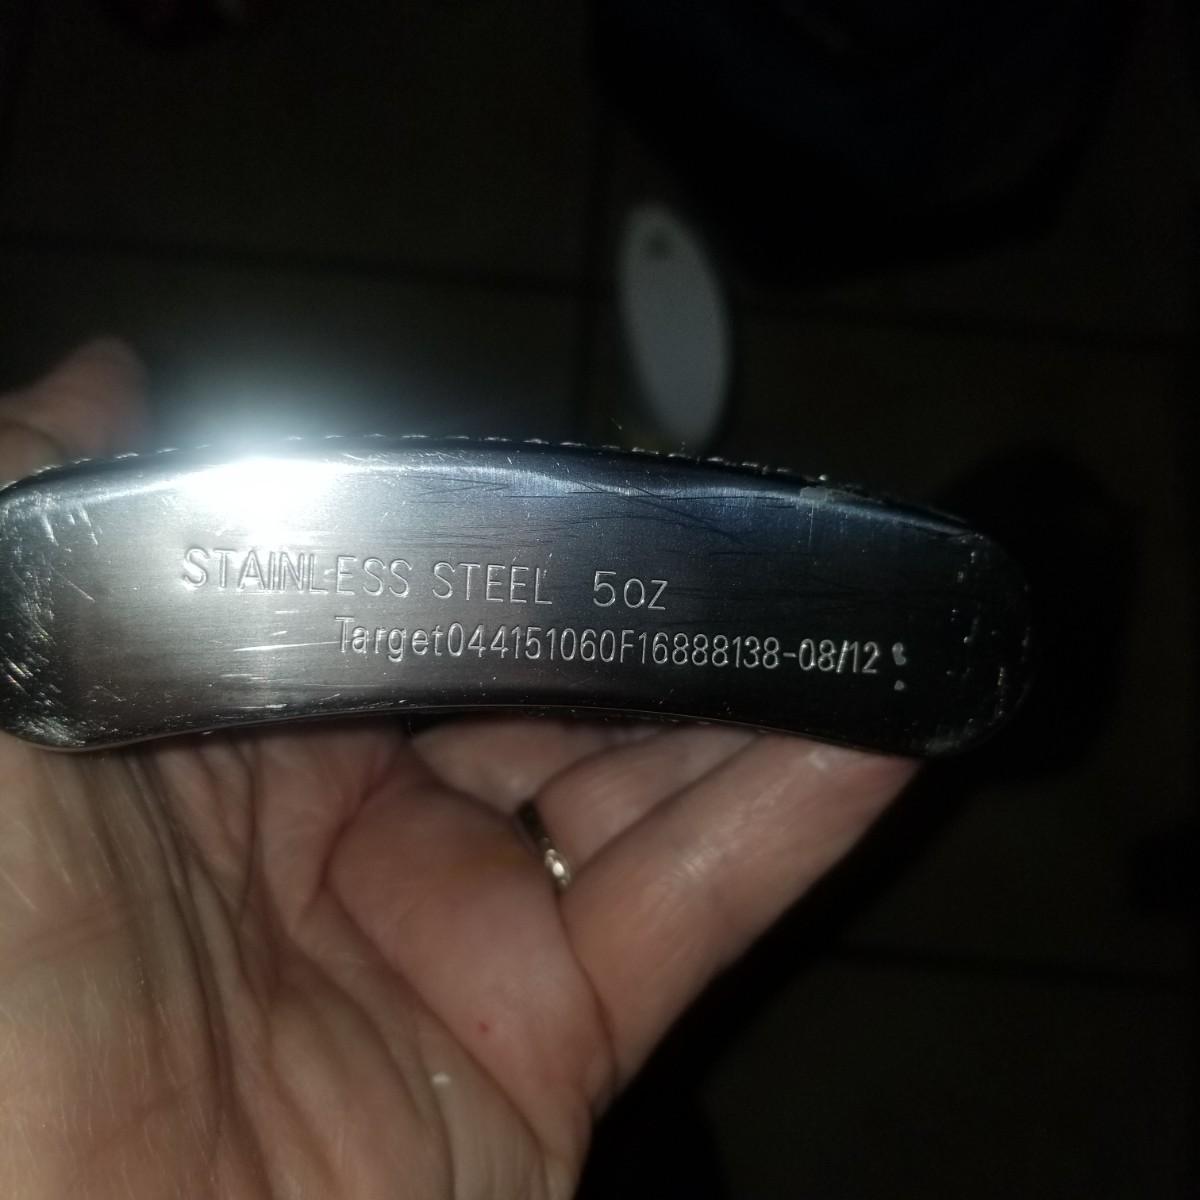 STAINLESS STEEL 5oz
Target044151060F16888138-08/12